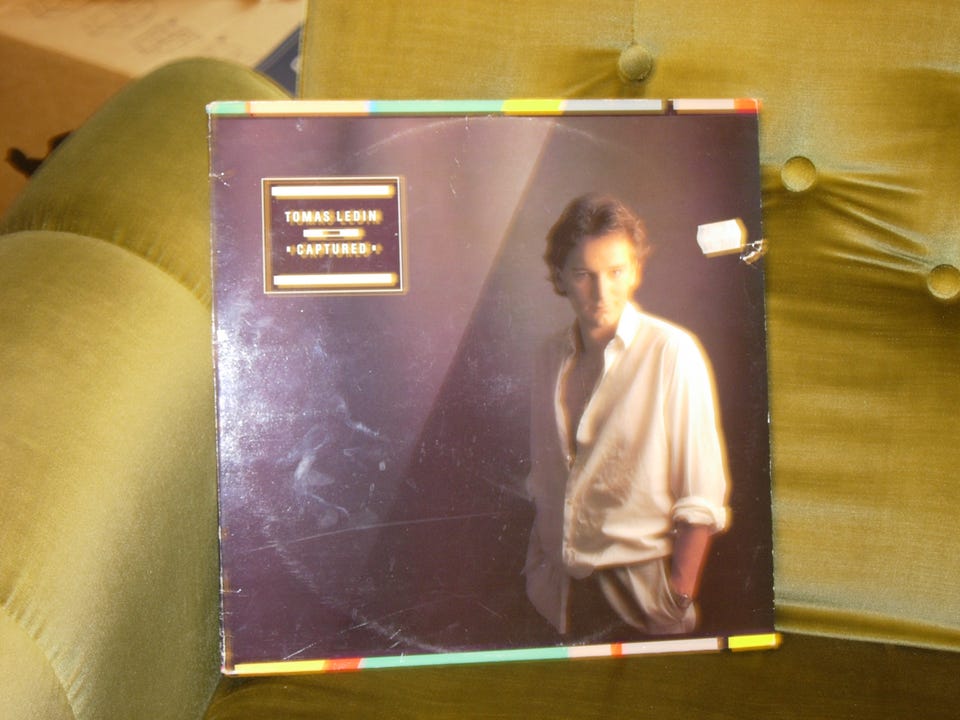 TOMAS LEDIN
CAPTURED